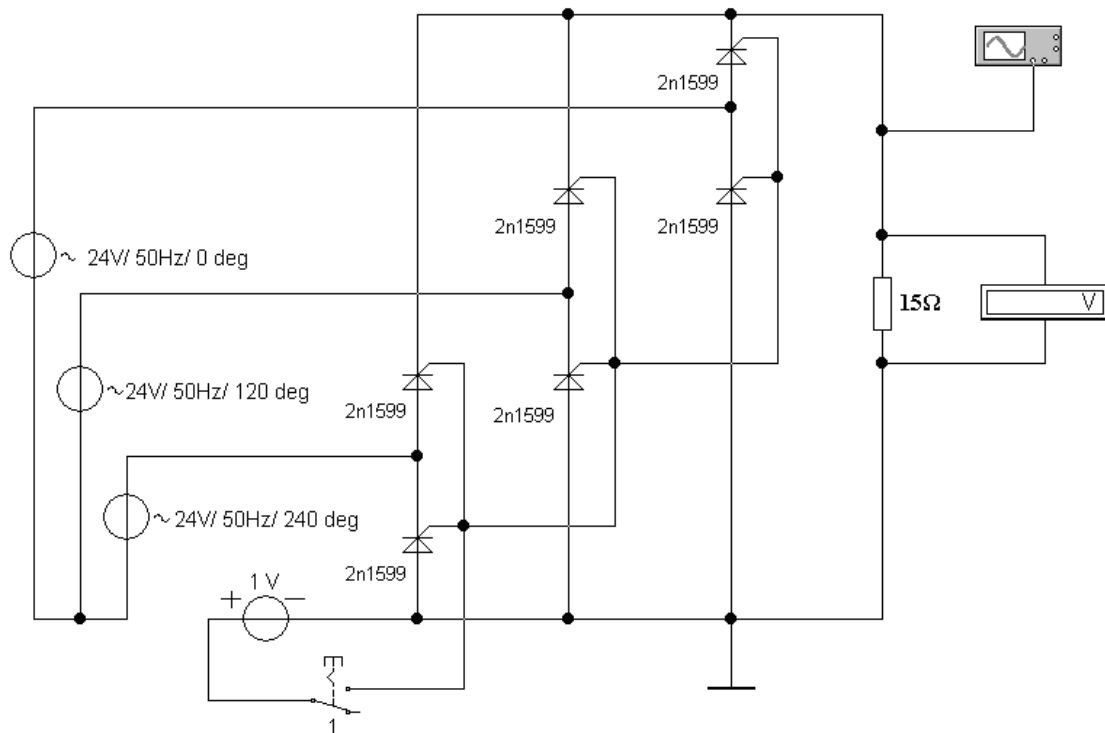 2n1599
2n1599
2n1599
~ 24V/ 50Hz/ 0 deg
V
15Ω
~24V/ 50Hz/ 120 deg
2n1599
2n1599
~ 24V/ 50Hz/ 240 deg
2n1599
1 V
+ −
1